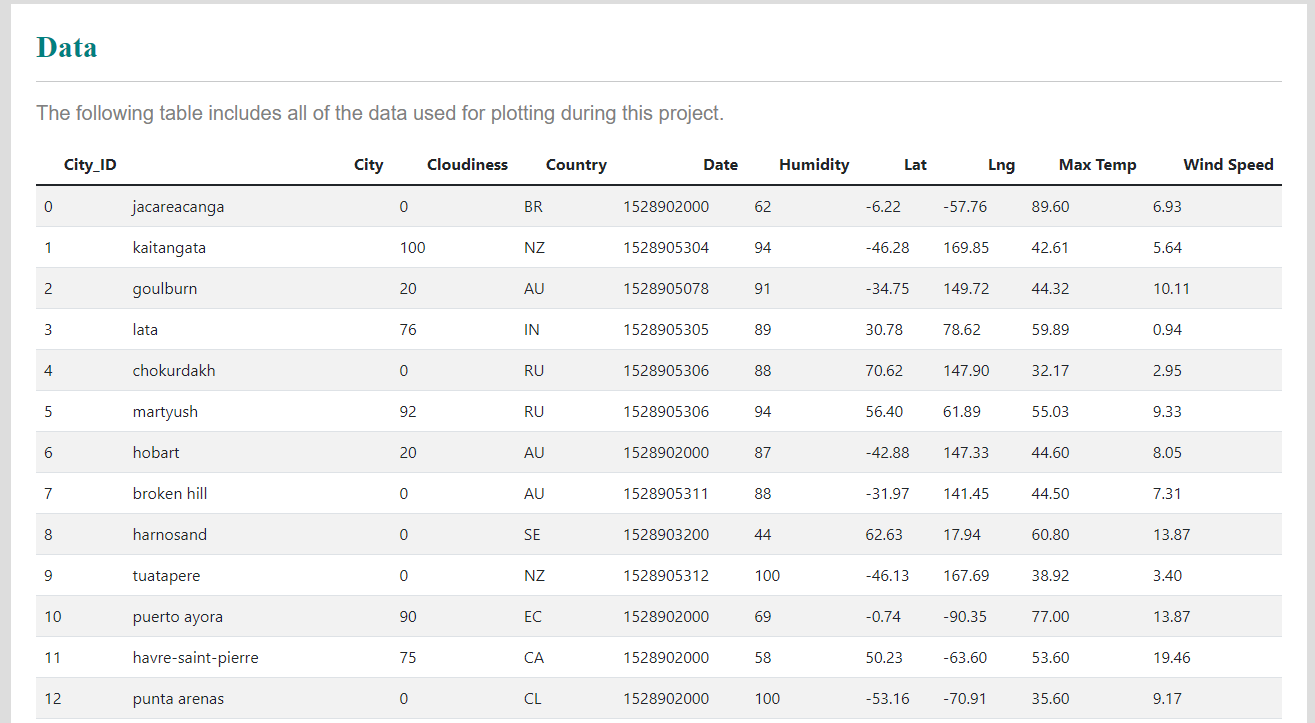 Data
The following table includes all of the data used for plotting during this project.
City_ID City Cloudiness Country Date Humidity Lat Lng Max Temp Wind Speed
0 jacareacanga 0 BR 1528902000 62 -6.22 -57.76 89.60 6.93
1 kaitangata 100 NZ 1528905304 94 -46.28 169.85 42.61 5.64
2 goulburn 20 AU 1528905078 91 -34.75 149.72 44.32 10.11
3 lata 76 IN 1528905305 89 30.78 78.62 59.89 0.94
4 chokurdakh 0 RU 1528905306 88 70.62 147.90 32.17 2.95
5 martyush 92 RU 1528905306 94 56.40 61.89 55.03 9.33
6 hobart 20 AU 1528902000 87 -42.88 147.33 44.60 8.05
7 broken hill 0 AU 1528905311 88 -31.97 141.45 44.50 7.31
8 harnosand 0 SE 1528903200 44 62.63 17.94 60.80 13.87
9 tuatapere 0 NZ 1528905312 100 -46.13 167.69 38.92 3.40
10 puerto ayora 90 EC 1528902000 69 -0.74 -90.35 77.00 13.87
11 havre-saint-pierre 75 CA 1528902000 58 50.23 -63.60 53.60 19.46
12 punta arenas 0 CL 1528902000 100 -53.16 -70.91 35.60 9.17